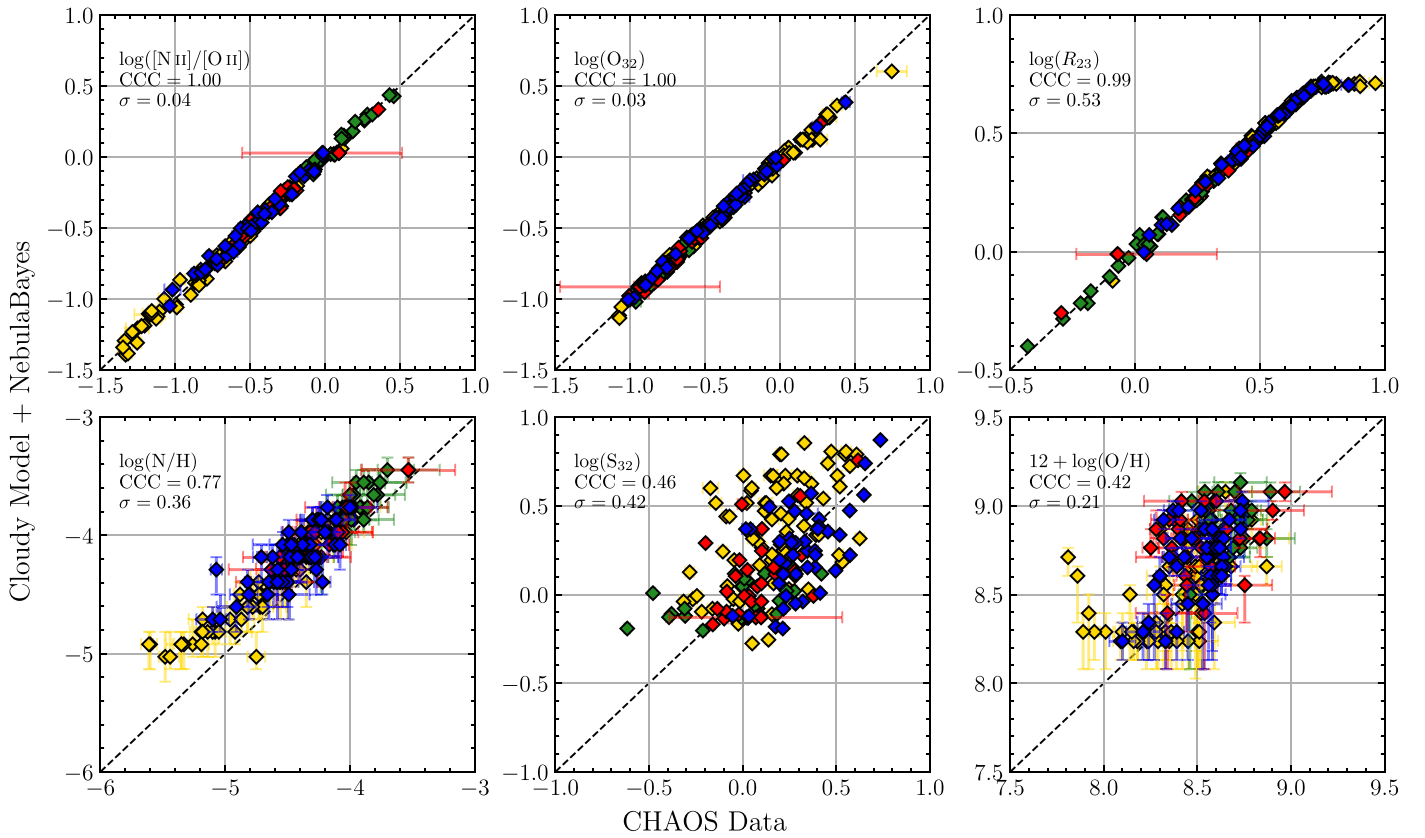 Cloudy Model + NebulaBayes
log([N II]/[O II])
CCC = 1.00
σ = 0.04
1.0
0.5
0.0
−0.5
−1.0
−1.5
−1.5 −1.0 −0.5 0.0 0.5 1.0
log(O₃₂)
CCC = 1.00
σ = 0.03
1.0
0.5
0.0
−0.5
−1.0
−1.5
−1.5 −1.0 −0.5 0.0 0.5 1.0
log(R₂₃)
CCC = 0.99
σ = 0.53
1.0
0.5
0.0
−0.5
−0.5 0.0 0.5 1.0
log(N/H)
CCC = 0.77
σ = 0.36
−3
−4
−5
−6
−6 −5 −4 −3
log(S₃₂)
CCC = 0.46
σ = 0.42
1.0
0.5
0.0
−0.5
−1.0
−1.0 −0.5 0.0 0.5 1.0
12 + log(O/H)
CCC = 0.42
σ = 0.21
9.5
9.0
8.5
8.0
7.5
7.5 8.0 8.5 9.0 9.5
CHAOS Data